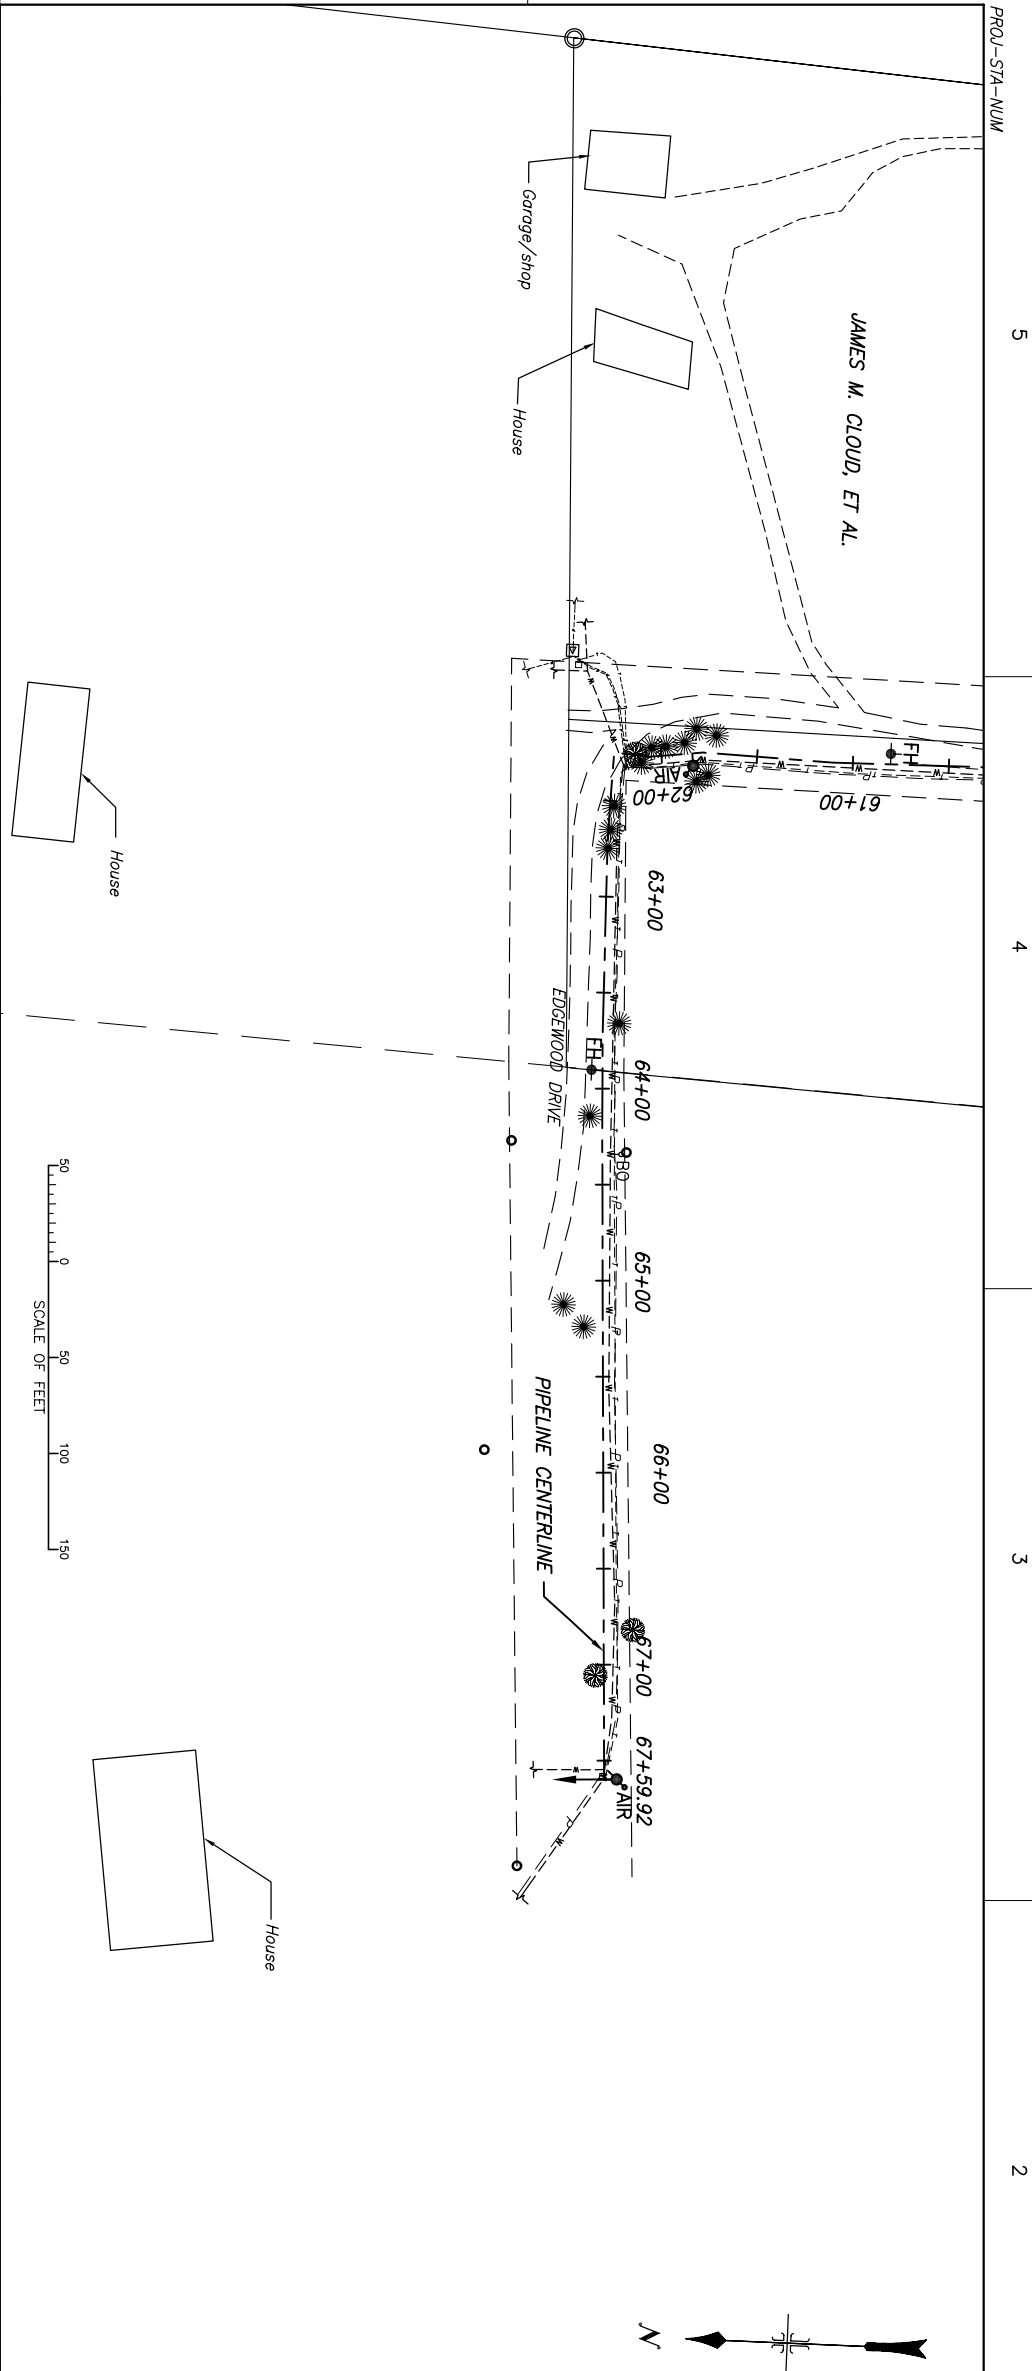 PROJ-STA-NUM
5
4
3
2
JAMES M. CLOUD, ET AL.
Garage/shop
House
FH
61+00
AIR
62+00
63+00
64+00
65+00
66+00
67+00
67+59.92
AIR
FH
BO
EDGEWOOD DRIVE
PIPELINE CENTERLINE
House
House
50
0
50
100
150
SCALE OF FEET
N